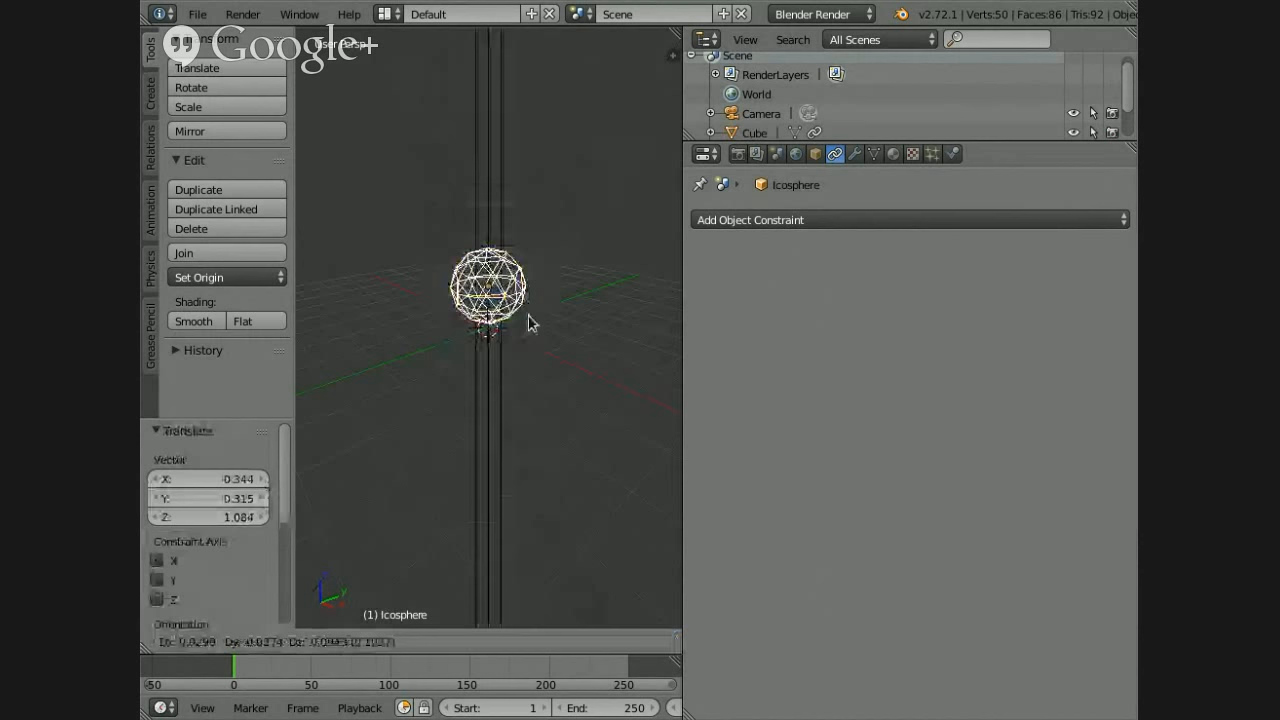 File Render Window Help Default Scene Blender Render v2.72.1 | Verts:50 | Faces:86 | Tris:92 | Obje
Google+
Transform
Translate
Rotate
Scale
Mirror
Edit
Duplicate
Duplicate Linked
Delete
Join
Set Origin
Shading:
Smooth Flat
History
Tools
Create
Relations
Animation
Physics
Grease Pencil
Translate
Vector
X: 0.344
Y: 0.315
Z: 1.084
Constraint Axis
X
Y
Z
Orientation
(1) Icosphere
View Search All Scenes
Scene
RenderLayers
World
Camera
Cube
Icosphere
Add Object Constraint
-50 0 50 100 150 200 250
View Marker Frame Playback Start: 1 End: 250